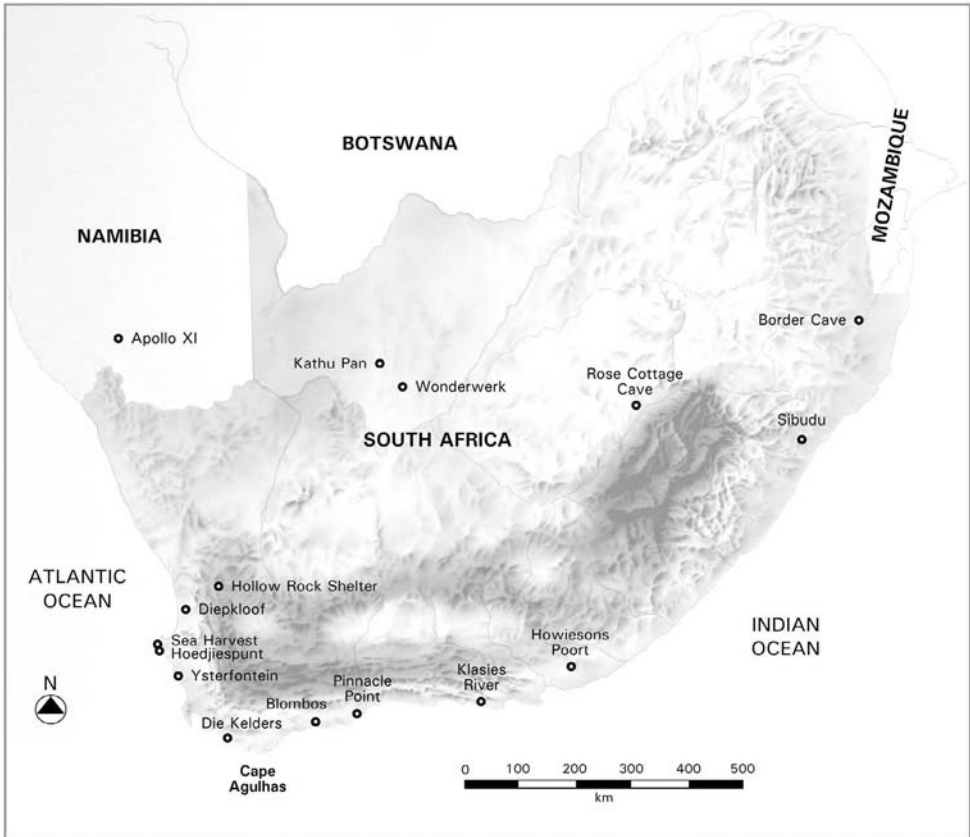 BOTSWANA
MOZAMBIQUE
NAMIBIA
Border Cave
Apollo XI
Kathu Pan
Wonderwerk
Rose Cottage
Cave
Sibudu
SOUTH AFRICA
ATLANTIC
OCEAN
Hollow Rock Shelter
Diepkloof
INDIAN
OCEAN
Sea Harvest
Hoedjiespunt
Howiesons
Poort
Ysterfontein
Klasies
River
Pinnacle
Point
N
Blombos
Die Kelders
Cape
Agulhas
0 100 200 300 400 500
km